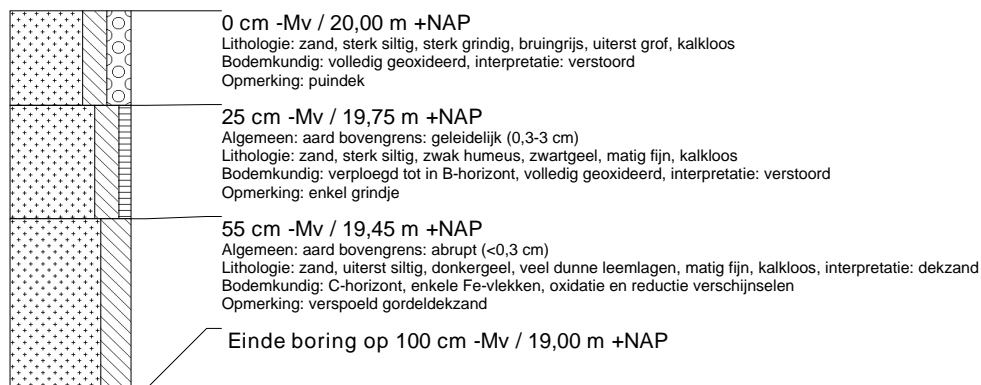 0 cm -Mv / 20,00 m +NAP
Lithologie: zand, sterk siltig, sterk grindig, bruingrijs, uiterst grof, kalkloos
Bodemkundig: volledig geoxideerd, interpretatie: verstoord
Opmerking: puindek
25 cm -Mv / 19,75 m +NAP
Algemeen: aard bovengrens: geleidelijk (0,3-3 cm)
Lithologie: zand, sterk siltig, zwak humeus, zwartgeel, matig fijn, kalkloos
Bodemkundig: verploegd tot in B-horizont, volledig geoxideerd, interpretatie: verstoord
Opmerking: enkel grindje
55 cm -Mv / 19,45 m +NAP
Algemeen: aard bovengrens: abrupt (<0,3 cm)
Lithologie: zand, uiterst siltig, donkergeel, veel dunne leemlagen, matig fijn, kalkloos, interpretatie: dekzand
Bodemkundig: C-horizont, enkele Fe-vlekken, oxidatie en reductie verschijnselen
Opmerking: verspoeld gordeldekzand
Einde boring op 100 cm -Mv / 19,00 m +NAP